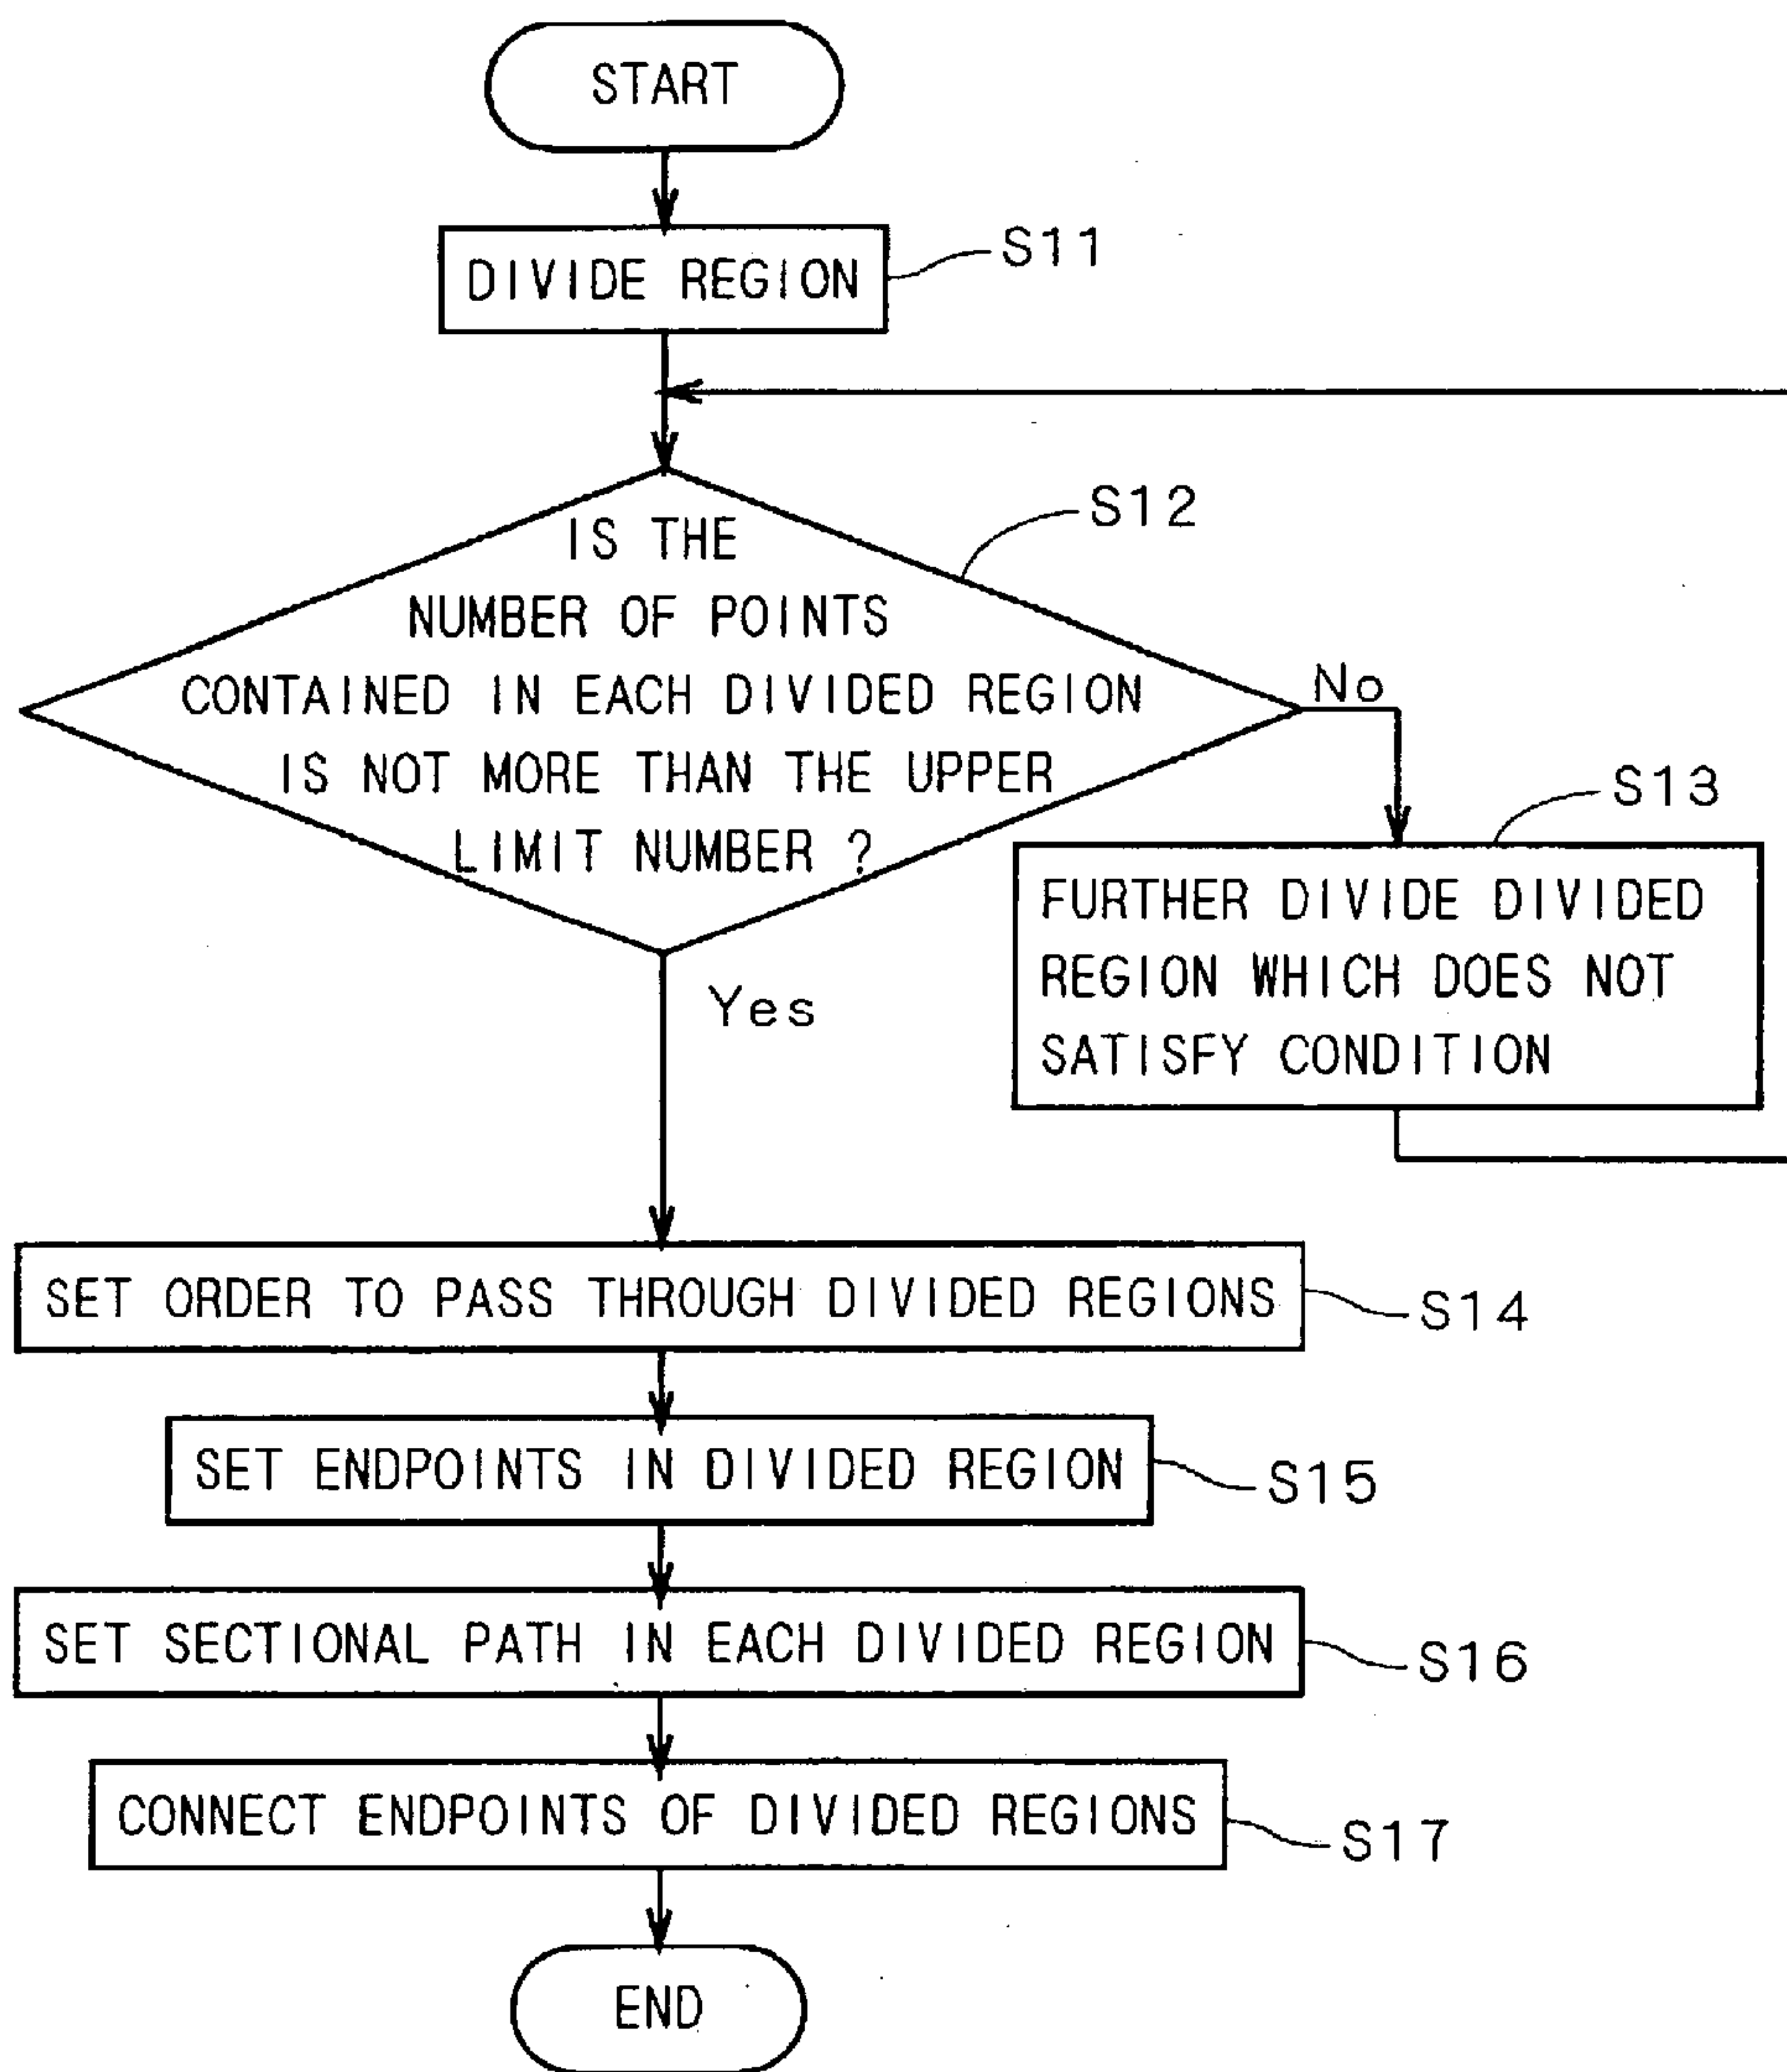 START
DIVIDE REGION
S11
IS THE
NUMBER OF POINTS
CONTAINED IN EACH DIVIDED REGION
IS NOT MORE THAN THE UPPER
LIMIT NUMBER ?
S12
No
S13
FURTHER DIVIDE DIVIDED
REGION WHICH DOES NOT
SATISFY CONDITION
Yes
SET ORDER TO PASS THROUGH DIVIDED REGIONS
S14
SET ENDPOINTS IN DIVIDED REGION
S15
SET SECTIONAL PATH IN EACH DIVIDED REGION
S16
CONNECT ENDPOINTS OF DIVIDED REGIONS
S17
END